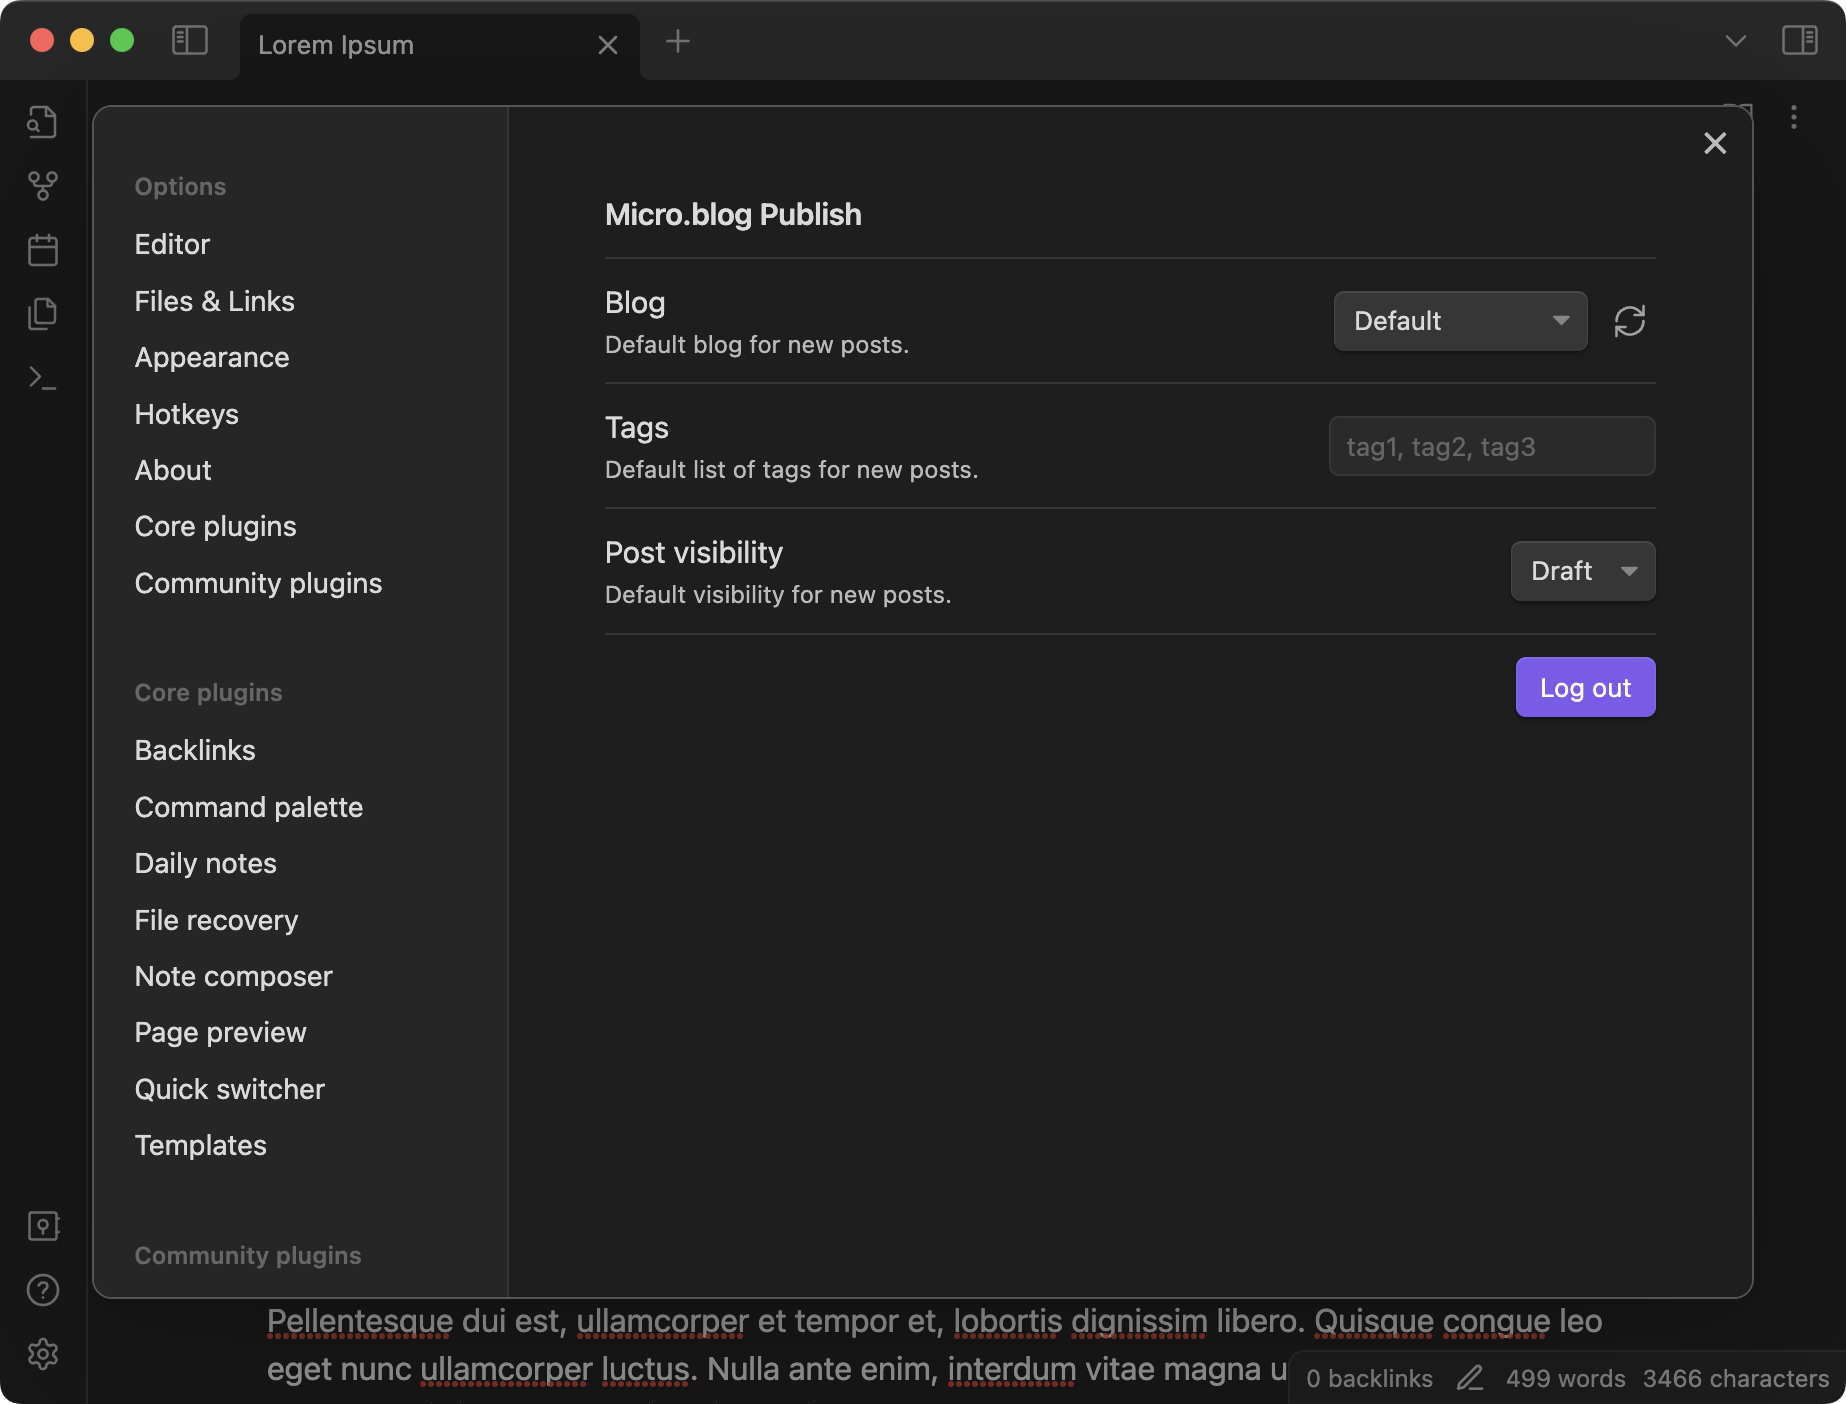 Lorem Ipsum
Options
Editor
Files & Links
Appearance
Hotkeys
About
Core plugins
Community plugins
Core plugins
Backlinks
Command palette
Daily notes
File recovery
Note composer
Page preview
Quick switcher
Templates
Community plugins
Micro.blog Publish
Blog
Default blog for new posts.
Default
Tags
Default list of tags for new posts.
tag1, tag2, tag3
Post visibility
Default visibility for new posts.
Draft
Log out
Pellentesque dui est, ullamcorper et tempor et, lobortis dignissim libero. Quisque congue leo
eget nunc ullamcorper luctus. Nulla ante enim, interdum vitae magna u
0 backlinks 499 words 3466 characters